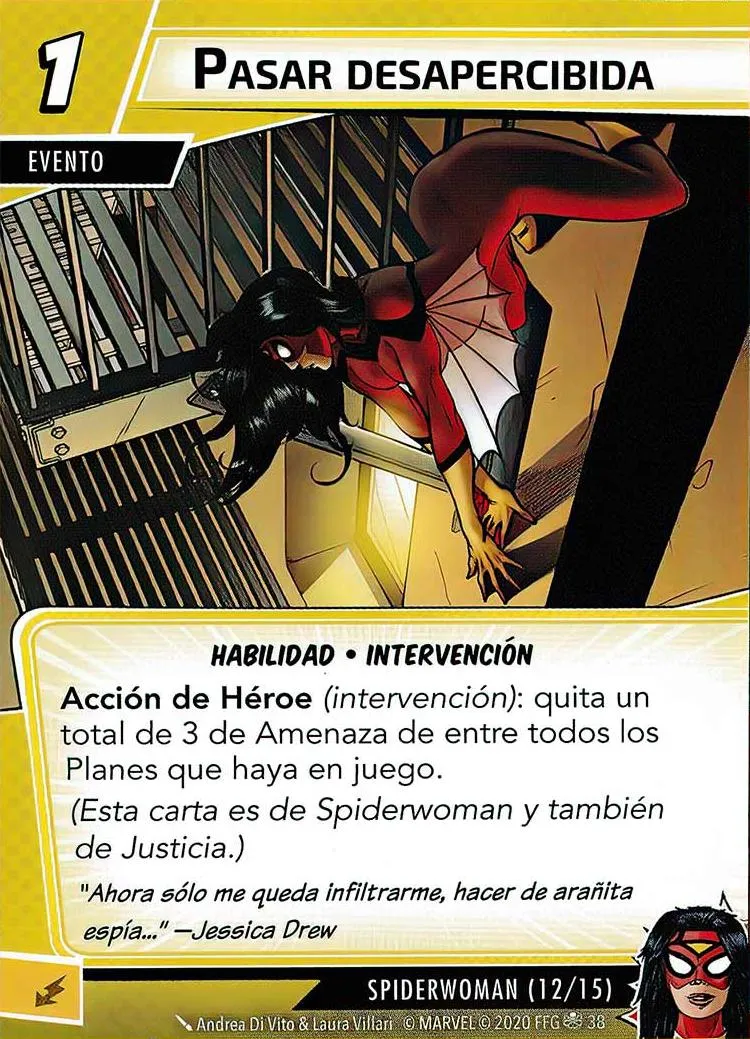 1
PASAR DESAPERCIBIDA
EVENTO
HABILIDAD • INTERVENCIÓN
Acción de Héroe (intervención): quita un
total de 3 de Amenaza de entre todos los
Planes que haya en juego.
(Esta carta es de Spiderwoman y también
de Justicia.)
"Ahora sólo me queda infiltrarme, hacer de arañita
espía..." —Jessica Drew
SPIDERWOMAN (12/15)
Andrea Di Vito & Laura Villari © MARVEL © 2020 FFG 38